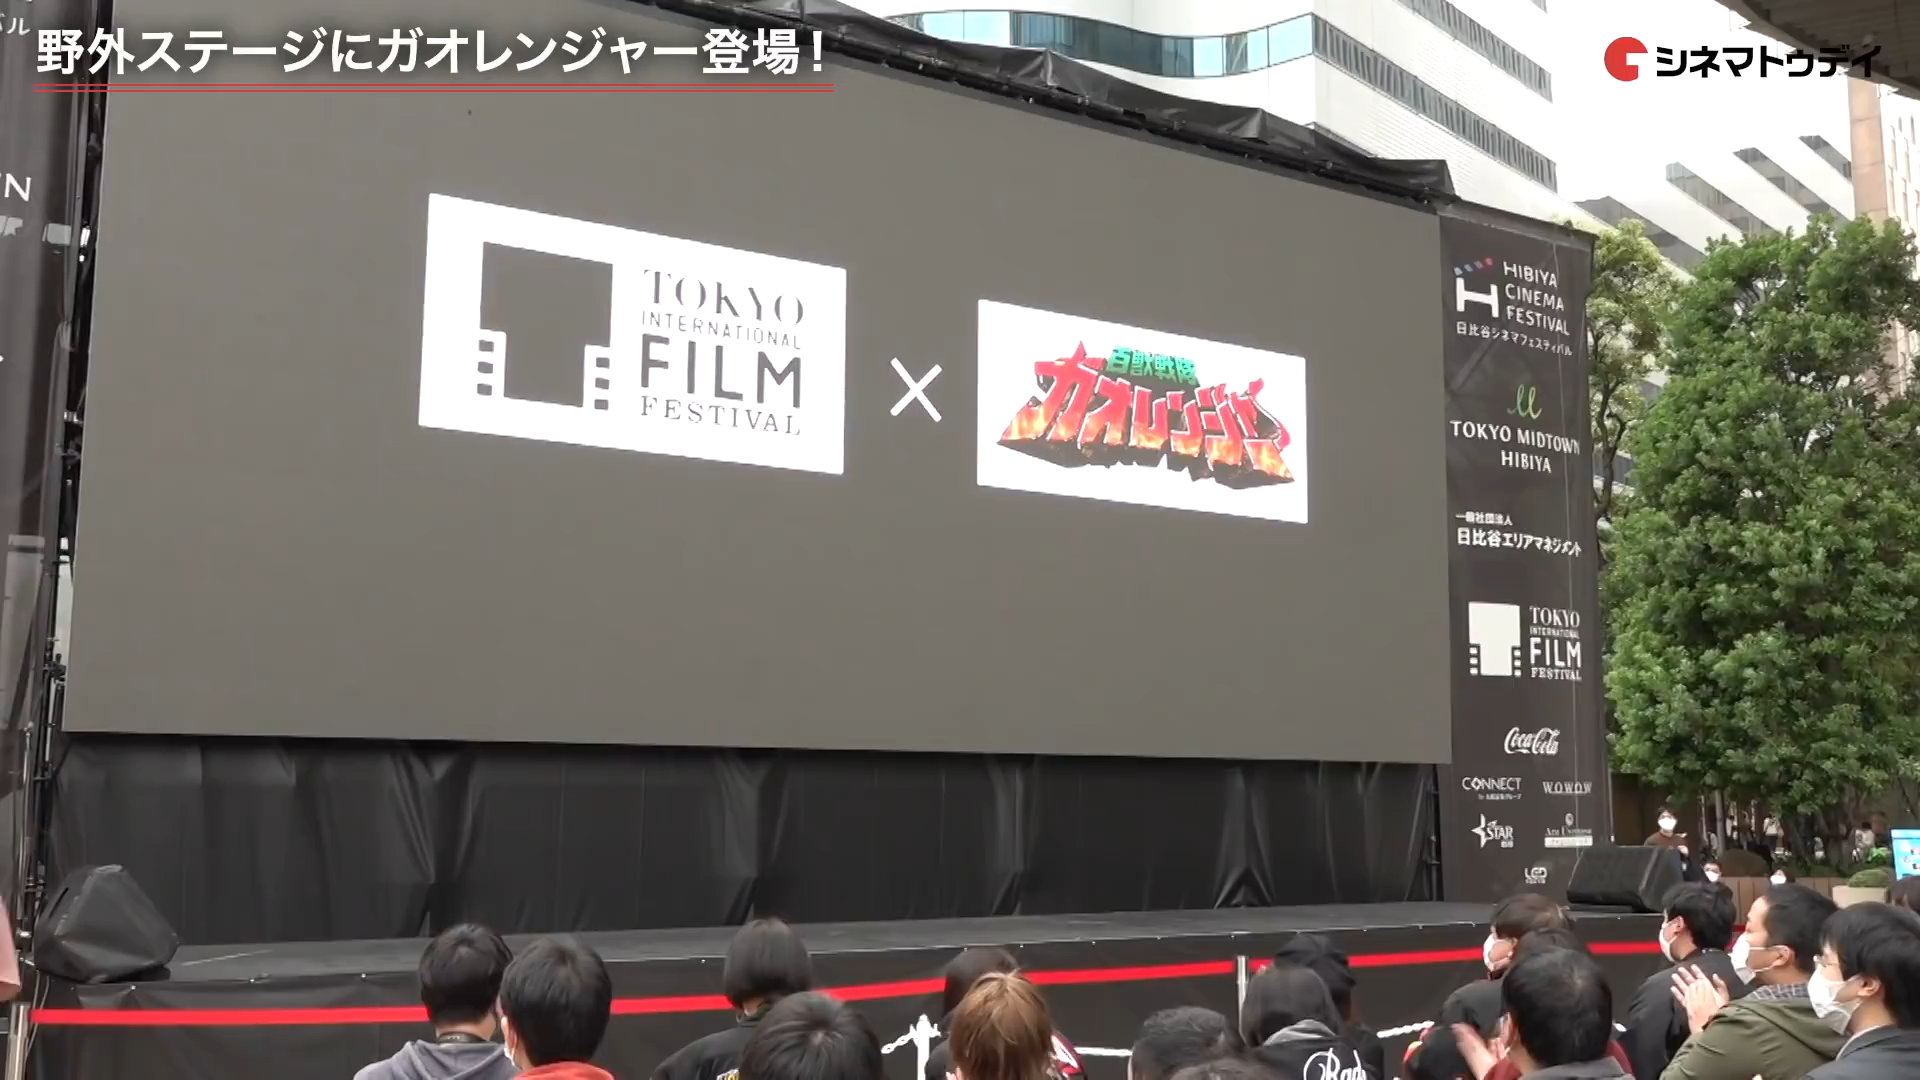 野外ステージにガオレンジャー登場!
シネマトゥデイ
TOKYO
INTERNATIONAL
FILM
FESTIVAL
×
百獣戦隊
ガオレンジャー
HIBIYA
CINEMA
FESTIVAL
日比谷シネマフェスティバル
TOKYO MIDTOWN
HIBIYA
一般社団法人
日比谷エリアマネジメント
TOKYO
INTERNATIONAL
FILM
FESTIVAL
Coca-Cola
CONNECT
WOWOW
STAR
LED